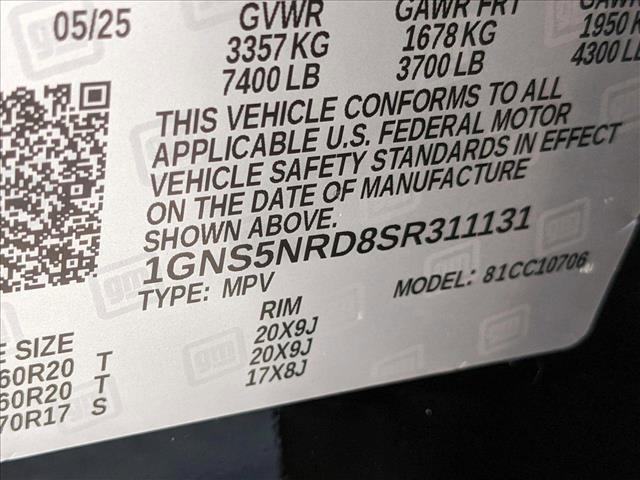 05/25
GVWR
GAWR FRT
3357 KG
1678 KG
1950 
7400 LB
3700 LB
4300 
THIS VEHICLE CONFORMS TO ALL
APPLICABLE U.S. FEDERAL MOTOR
VEHICLE SAFETY STANDARDS IN EFFECT
ON THE DATE OF MANUFACTURE
SHOWN ABOVE.
1GNS5NRD8SR311131
TYPE: MPV
MODEL: 81CC10706
SIZE
RIM
60R20 T
20X9J
60R20 T
20X9J
70R17 S
17X8J
gm